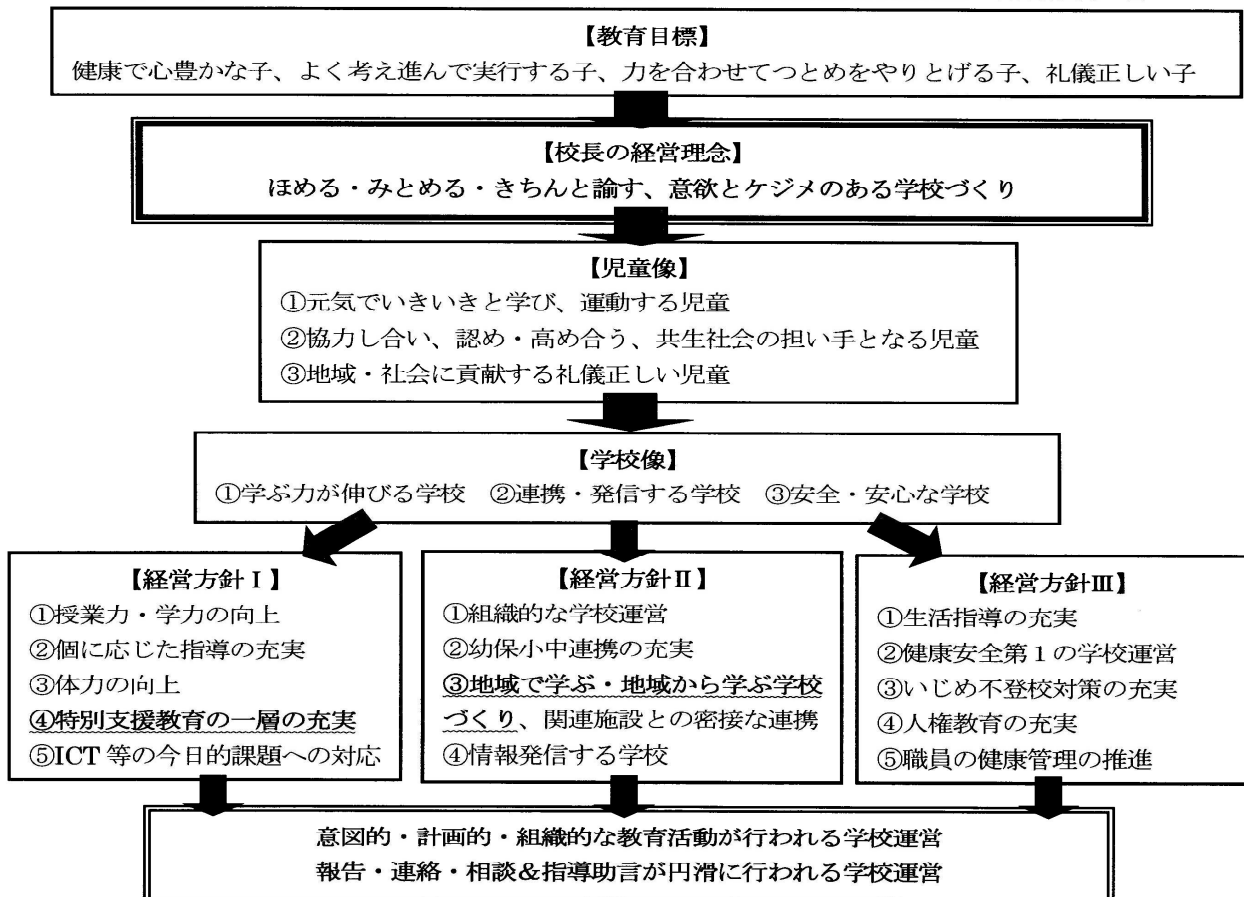 【教育目標】
健康で心豊かな子、よく考え進んで実行する子、力を合わせてつとめをやりとげる子、礼儀正しい子
【校長の経営理念】
ほめる・みとめる・きちんと諭す、意欲とケジメのある学校づくり
【児童像】
①元気でいきいきと学び、運動する児童
②協力し合い、認め・高め合う、共生社会の担い手となる児童
③地域・社会に貢献する礼儀正しい児童
【学校像】
①学ぶ力が伸びる学校　②連携・発信する学校　③安全・安心な学校
【経営方針Ⅰ】
①授業力・学力の向上
②個に応じた指導の充実
③体力の向上
④特別支援教育の一層の充実
⑤ICT 等の今日的課題への対応
【経営方針Ⅱ】
①組織的な学校運営
②幼保小中連携の充実
③地域で学ぶ・地域から学ぶ学校
づくり、関連施設との密接な連携
④情報発信する学校
【経営方針Ⅲ】
①生活指導の充実
②健康安全第１の学校運営
③いじめ不登校対策の充実
④人権教育の充実
⑤職員の健康管理の推進
意図的・計画的・組織的な教育活動が行われる学校運営
報告・連絡・相談＆指導助言が円滑に行われる学校運営